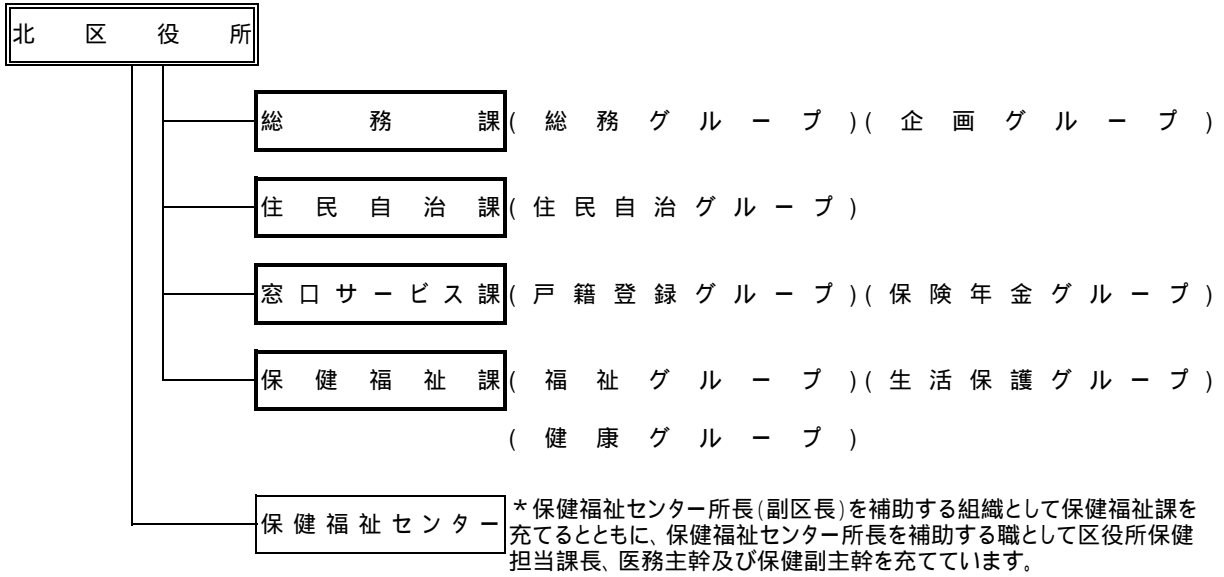 北区役所
総務課(総務グループ)(企画グループ)
住民自治課(住民自治グループ)
窓口サービス課(戸籍登録グループ)(保険年金グループ)
保健福祉課(福祉グループ)(生活保護グループ)
(健康グループ)
保健福祉センター
*保健福祉センター所長(副区長)を補助する組織として保健福祉課を
充てるとともに、保健福祉センター所長を補助する職として区役所保健
担当課長、医務主幹及び保健副主幹を充てています。